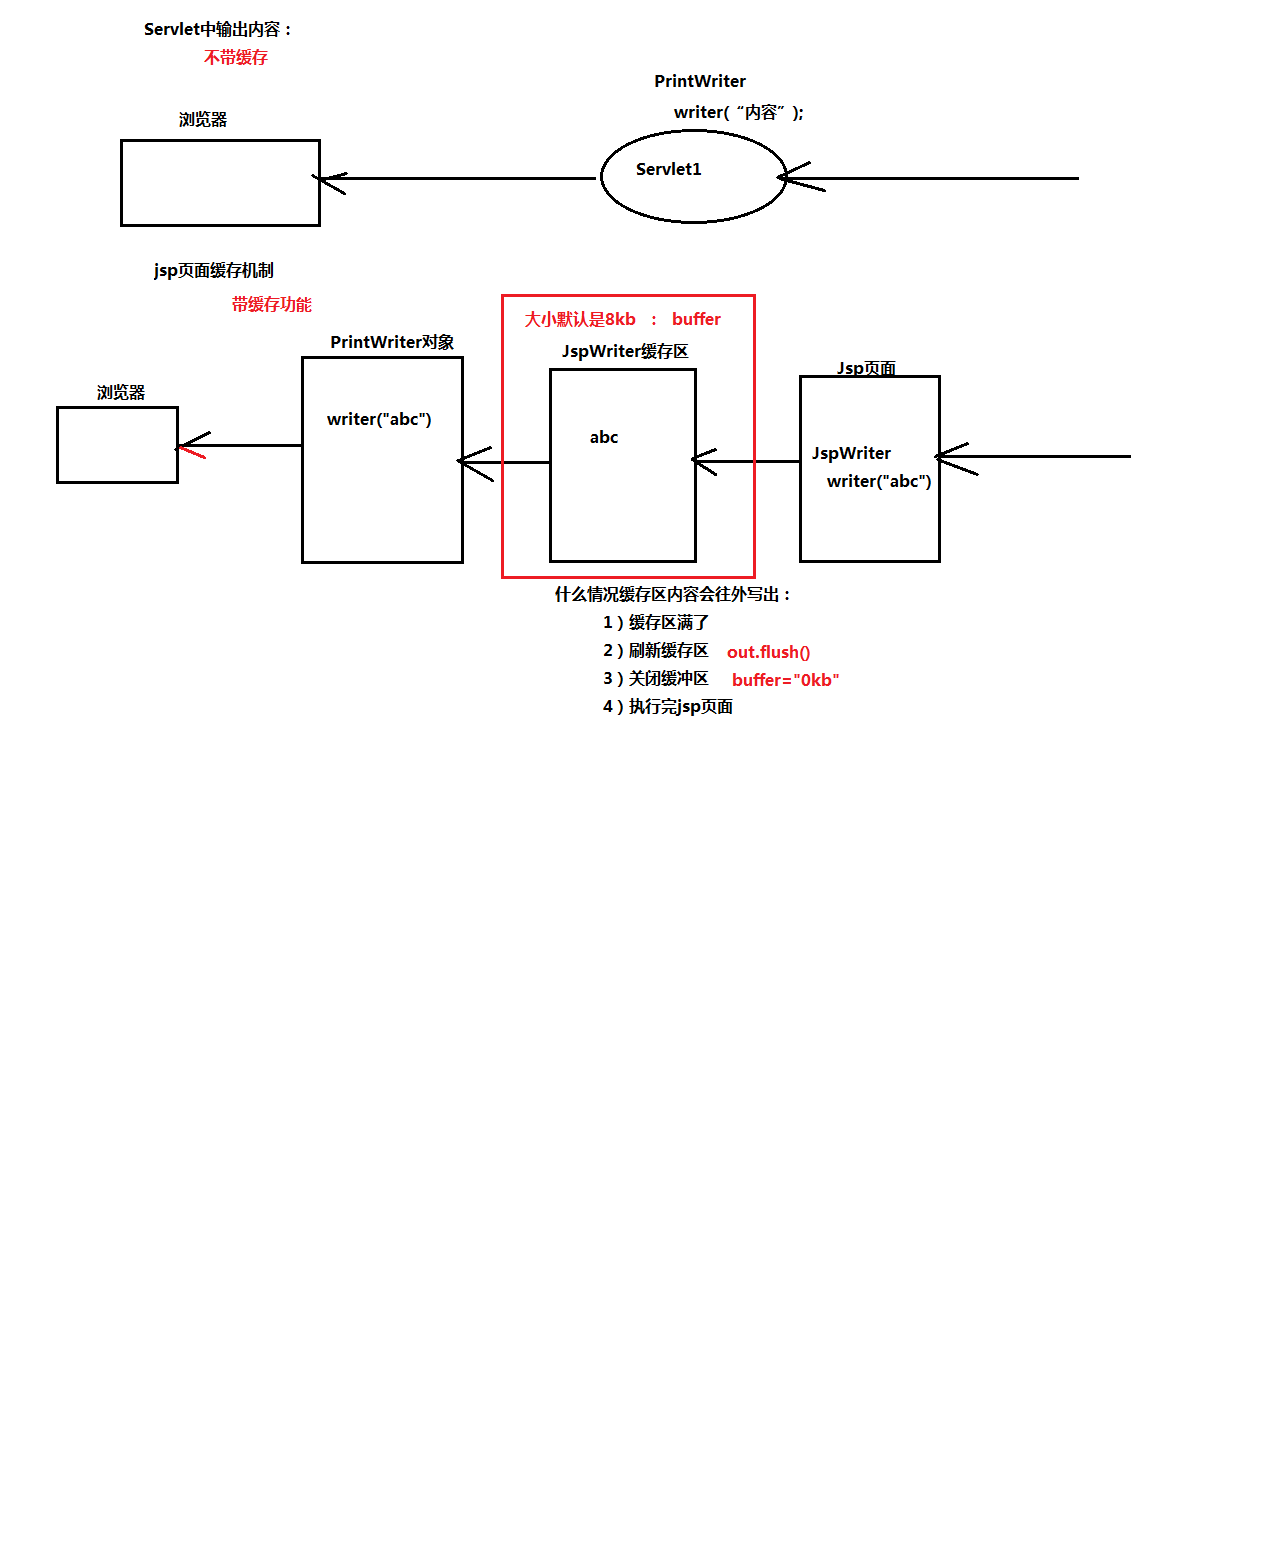 Servlet中输出内容：
不带缓存
PrintWriter
writer(“内容”);
浏览器
Servlet1
jsp页面缓存机制
带缓存功能
大小默认是8kb ： buffer
PrintWriter对象
JspWriter缓存区
Jsp页面
浏览器
writer("abc")
abc
JspWriter
writer("abc")
什么情况缓存区内容会往外写出：
1）缓存区满了
2）刷新缓存区 out.flush()
3）关闭缓冲区 buffer="0kb"
4）执行完jsp页面